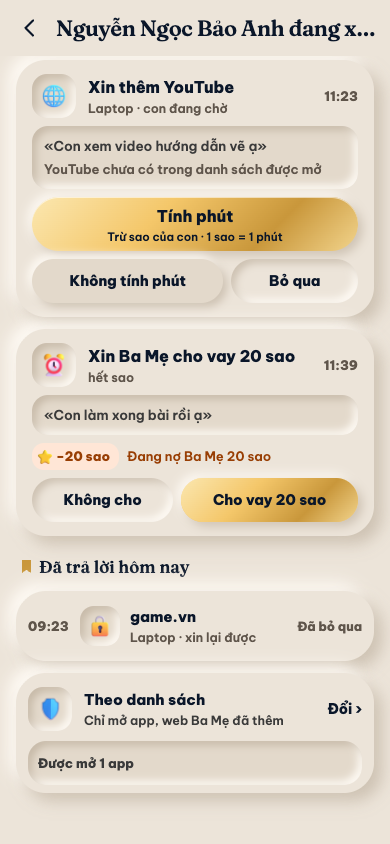 Nguyễn Ngọc Bảo Anh đang x...
Xin thêm YouTube
11:23
Laptop · con đang chờ
«Con xem video hướng dẫn vẽ ạ»
YouTube chưa có trong danh sách được mở
Tính phút
Trừ sao của con · 1 sao = 1 phút
Không tính phút
Bỏ qua
Xin Ba Mẹ cho vay 20 sao
11:39
hết sao
«Con làm xong bài rồi ạ»
−20 sao
Đang nợ Ba Mẹ 20 sao
Không cho
Cho vay 20 sao
Đã trả lời hôm nay
09:23
game.vn
Laptop · xin lại được
Đã bỏ qua
Theo danh sách
Chỉ mở app, web Ba Mẹ đã thêm
Đổi ›
Được mở 1 app